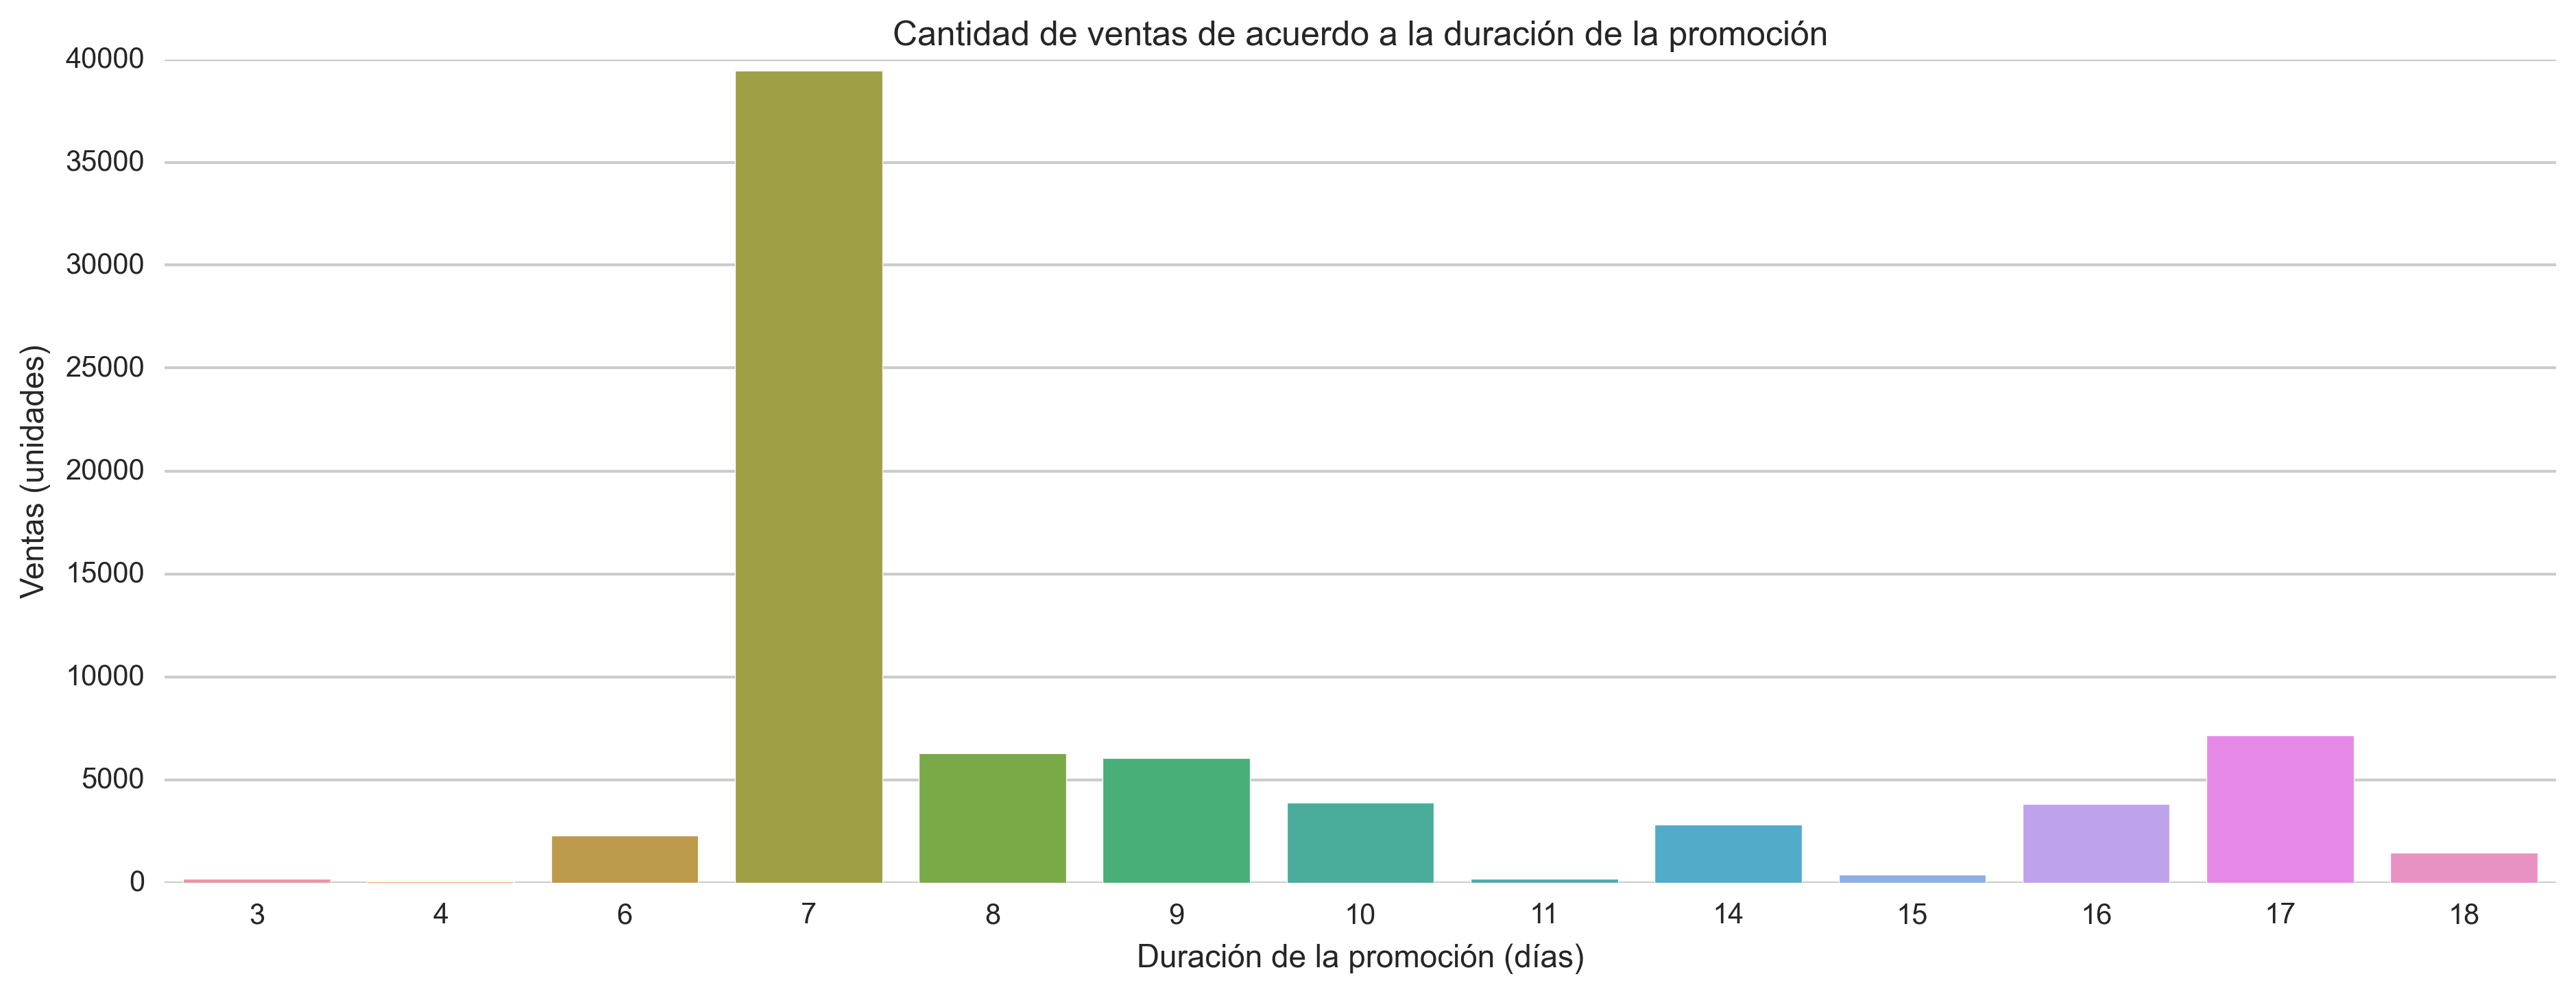 Cantidad de ventas de acuerdo a la duración de la promoción
40000
35000
30000
25000
20000
15000
10000
5000
0
Ventas (unidades)
3 4 6 7 8 9 10 11 14 15 16 17 18
Duración de la promoción (días)